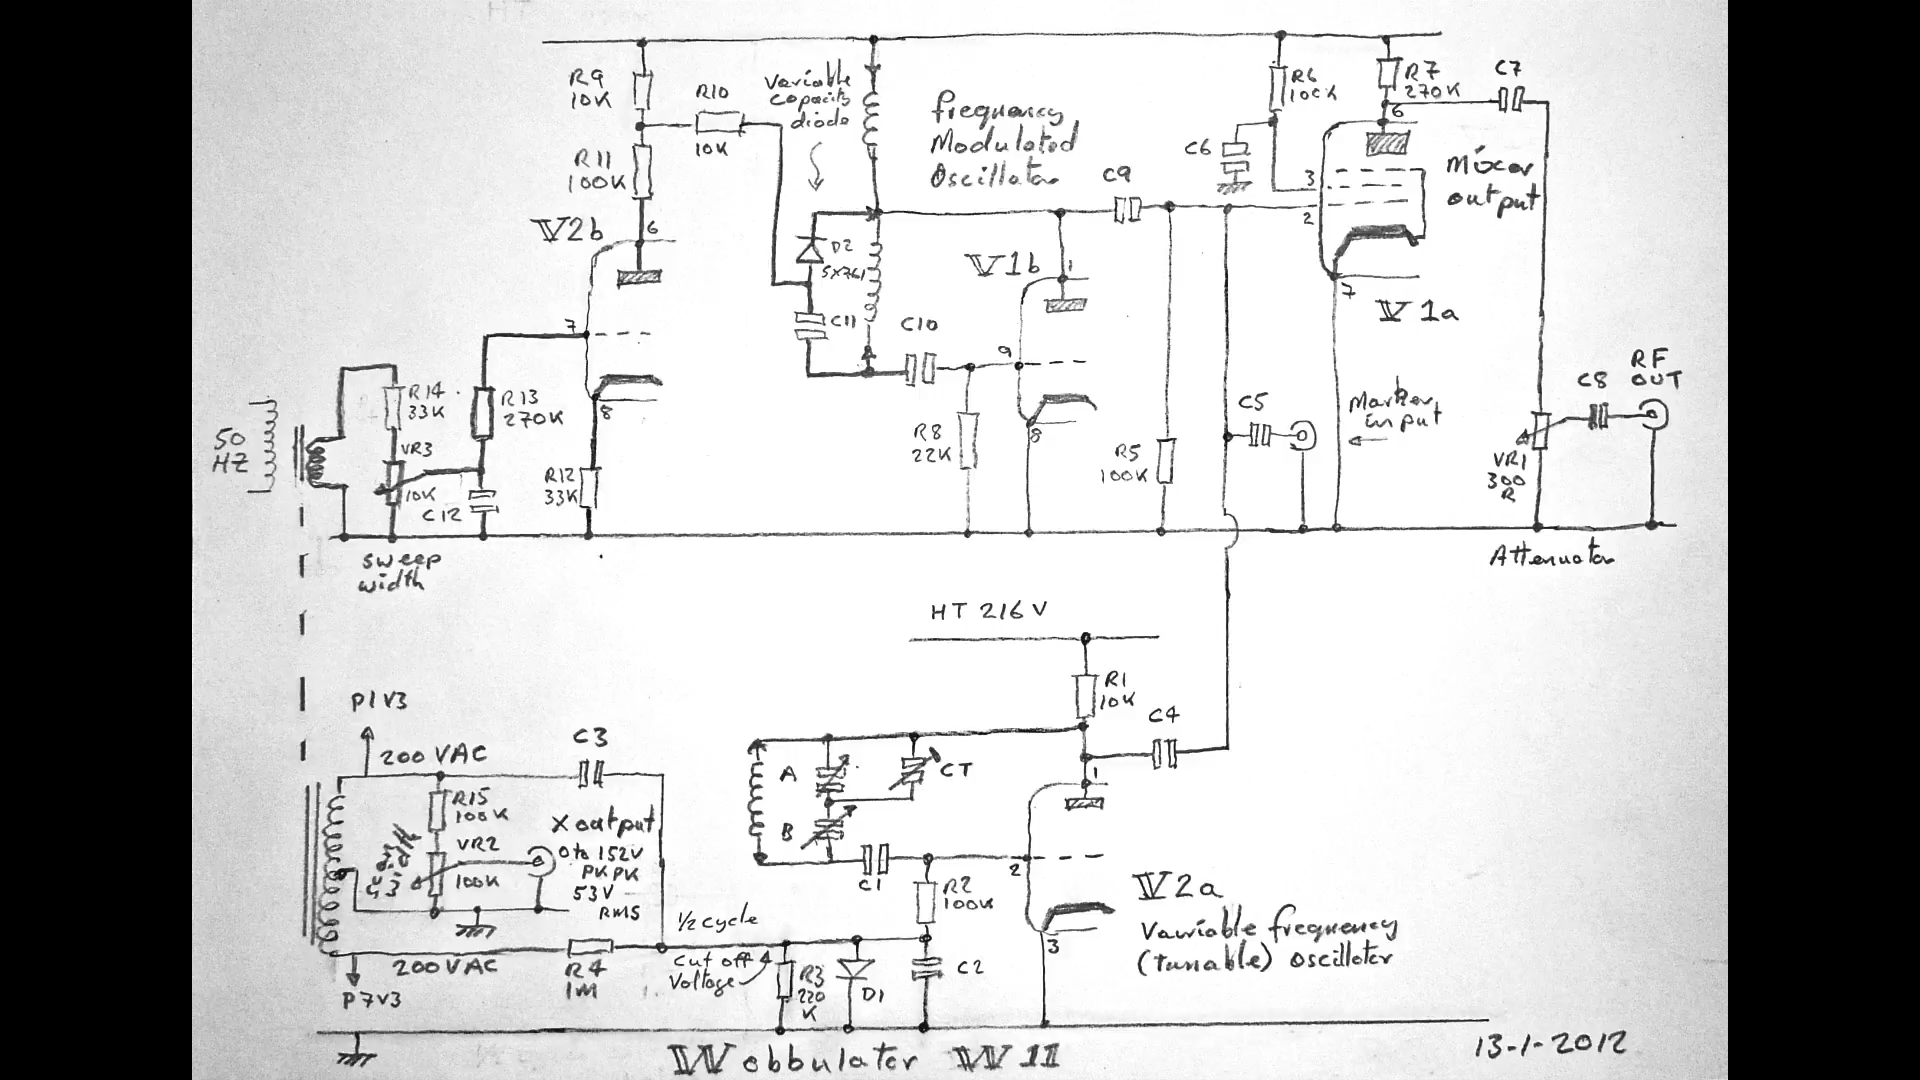 R9
10K
R10
10K
Variable
capacity
diode
frequency
Modulated
Oscillator
R11
100K
V2b
6
7
8
R14
33K
VR3
10K
R13
270K
C12
R12
33K
50
HZ
sweep
width
D2
SX761
C11
C10
V1b
1
9
8
R8
22K
C9
R5
100K
C6
R6
100K
R7
270K
C7
6
3
2
7
Mixer
output
V1a
C5
Marker
input
RF
OUT
C8
VR1
300
R
Attenuator
HT 216V
R1
10K
C4
P1V3
200 VAC
C3
R15
100K
VR2
100K
X output
0 to 152V
PK PK
53V
RMS
200 VAC
P7V3
R4
1M
1/2 cycle
cut off
Voltage
R3
220
K
D1
C2
R2
100K
C1
A
B
CT
1
2
3
V2a
Variable frequency
(tunable) oscillator
Wobbulator W11
13-1-2012